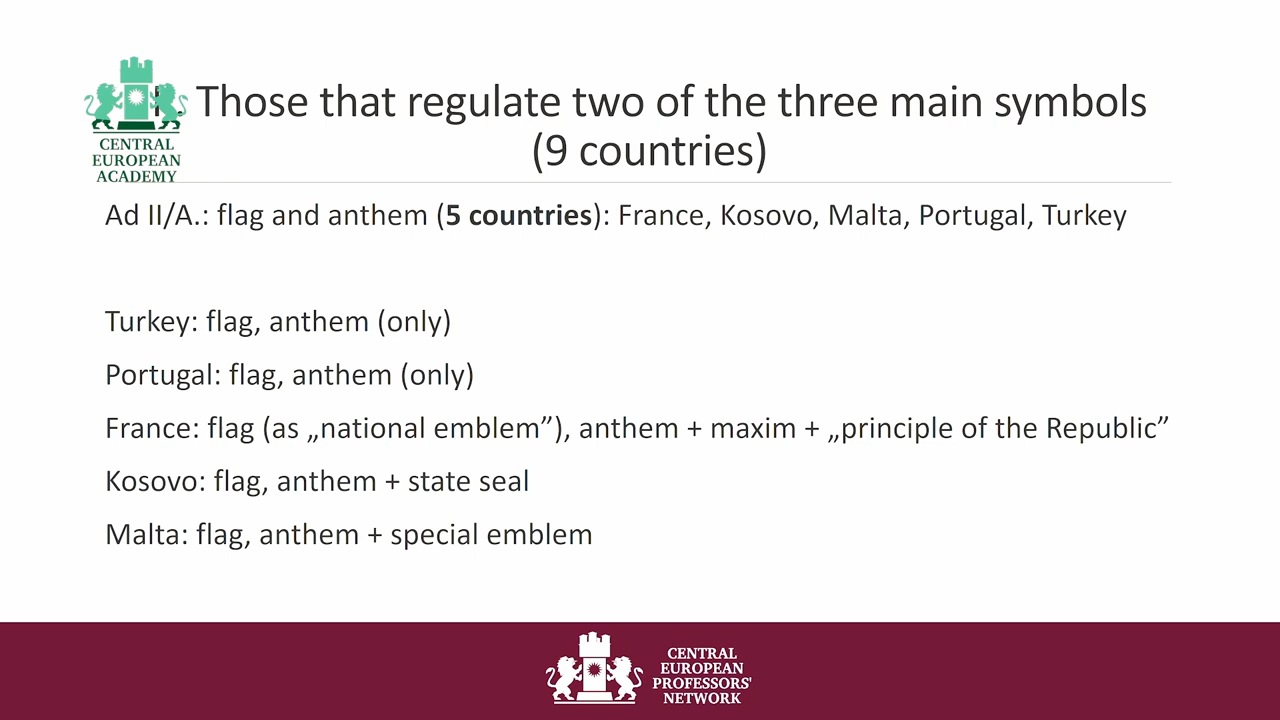 Those that regulate two of the three main symbols
(9 countries)
CENTRAL
EUROPEAN
ACADEMY
Ad II/A.: flag and anthem (5 countries): France, Kosovo, Malta, Portugal, Turkey
Turkey: flag, anthem (only)
Portugal: flag, anthem (only)
France: flag (as „national emblem”), anthem + maxim + „principle of the Republic”
Kosovo: flag, anthem + state seal
Malta: flag, anthem + special emblem
CENTRAL
EUROPEAN
PROFESSORS'
NETWORK